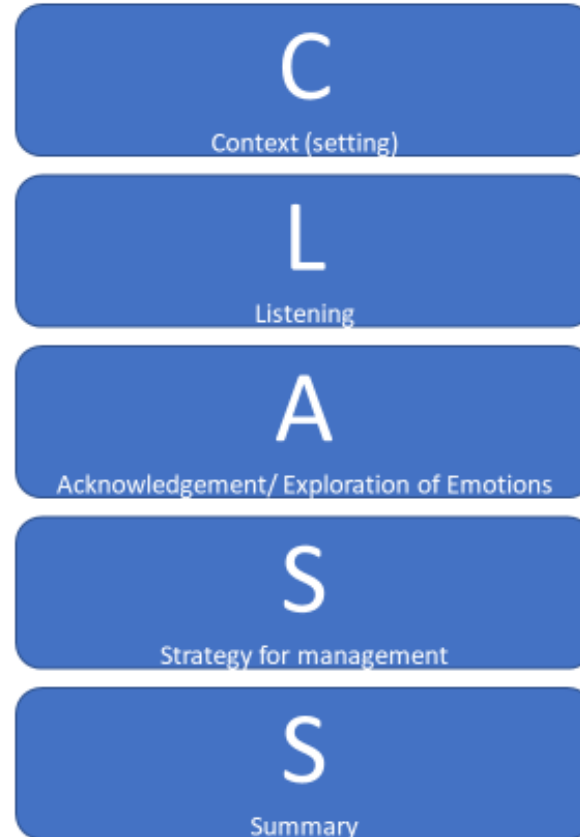 C
Context (setting)
L
Listening
A
Acknowledgement/ Exploration of Emotions
S
Strategy for management
S
Summary